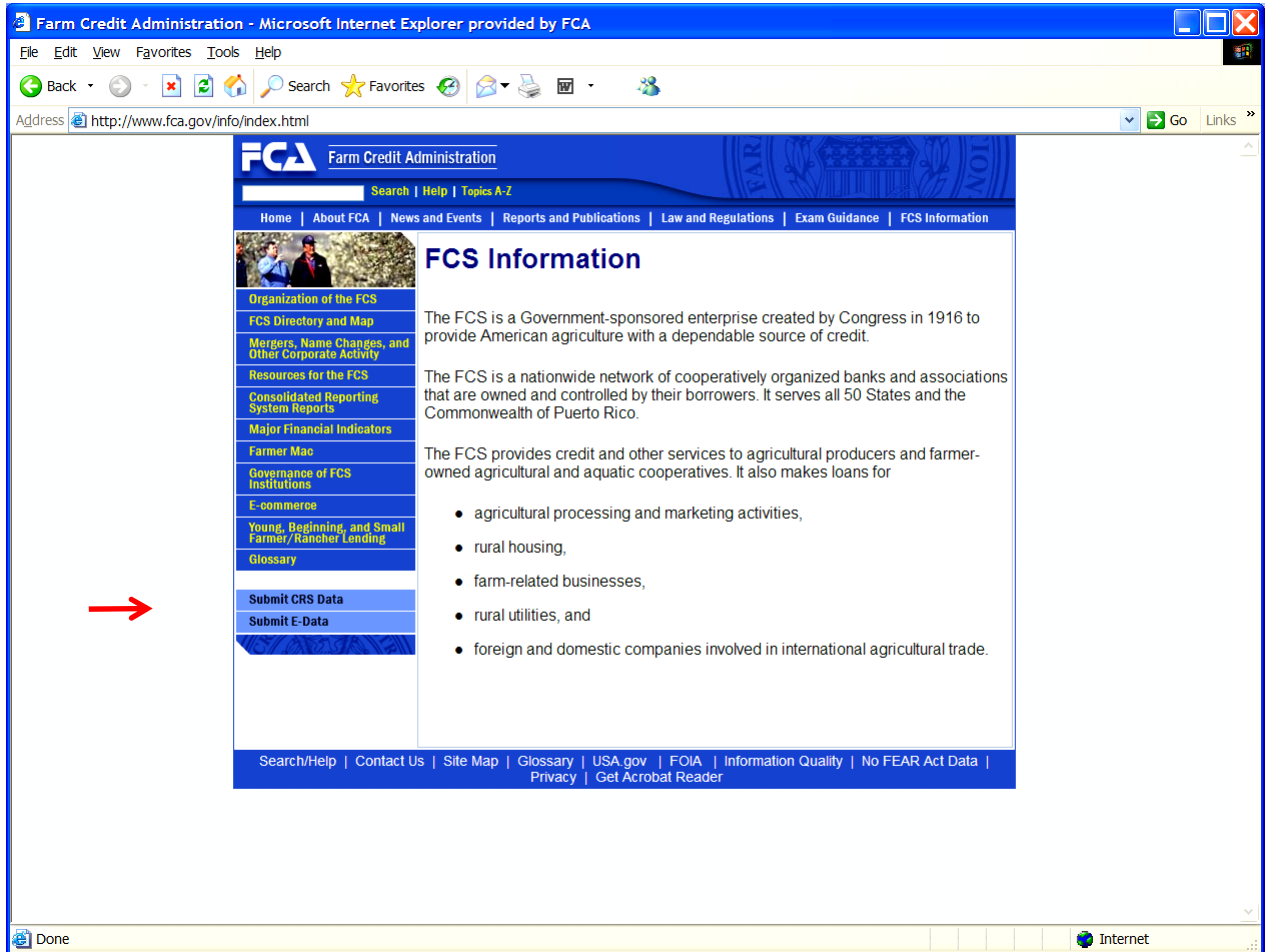 Farm Credit Administration - Microsoft Internet Explorer provided by FCA
File Edit View Favorites Tools Help
Back Search Favorites
Address http://www.fca.gov/info/index.html Go Links »
FCA Farm Credit Administration
Search | Help | Topics A-Z
Home | About FCA | News and Events | Reports and Publications | Law and Regulations | Exam Guidance | FCS Information
Organization of the FCS
FCS Directory and Map
Mergers, Name Changes, and
Other Corporate Activity
Resources for the FCS
Consolidated Reporting
System Reports
Major Financial Indicators
Farmer Mac
Governance of FCS
Institutions
E-commerce
Young, Beginning, and Small
Farmer/Rancher Lending
Glossary
Submit CRS Data
Submit E-Data
FCS Information
The FCS is a Government-sponsored enterprise created by Congress in 1916 to
provide American agriculture with a dependable source of credit.
The FCS is a nationwide network of cooperatively organized banks and associations
that are owned and controlled by their borrowers. It serves all 50 States and the
Commonwealth of Puerto Rico.
The FCS provides credit and other services to agricultural producers and farmer-
owned agricultural and aquatic cooperatives. It also makes loans for
● agricultural processing and marketing activities,
● rural housing,
● farm-related businesses,
● rural utilities, and
● foreign and domestic companies involved in international agricultural trade.
Search/Help | Contact Us | Site Map | Glossary | USA.gov | FOIA | Information Quality | No FEAR Act Data |
Privacy | Get Acrobat Reader
Done Internet